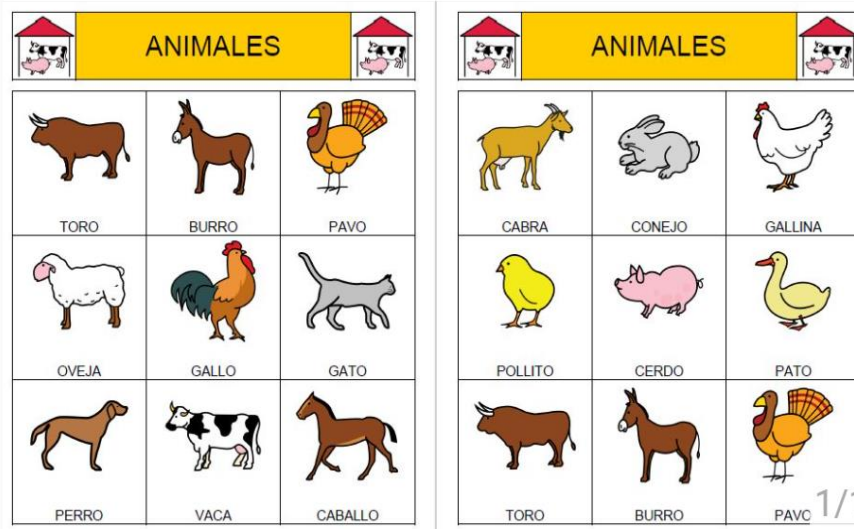 ANIMALES
TORO BURRO PAVO
OVEJA GALLO GATO
PERRO VACA CABALLO
ANIMALES
CABRA CONEJO GALLINA
POLLITO CERDO PATO
TORO BURRO PAVO